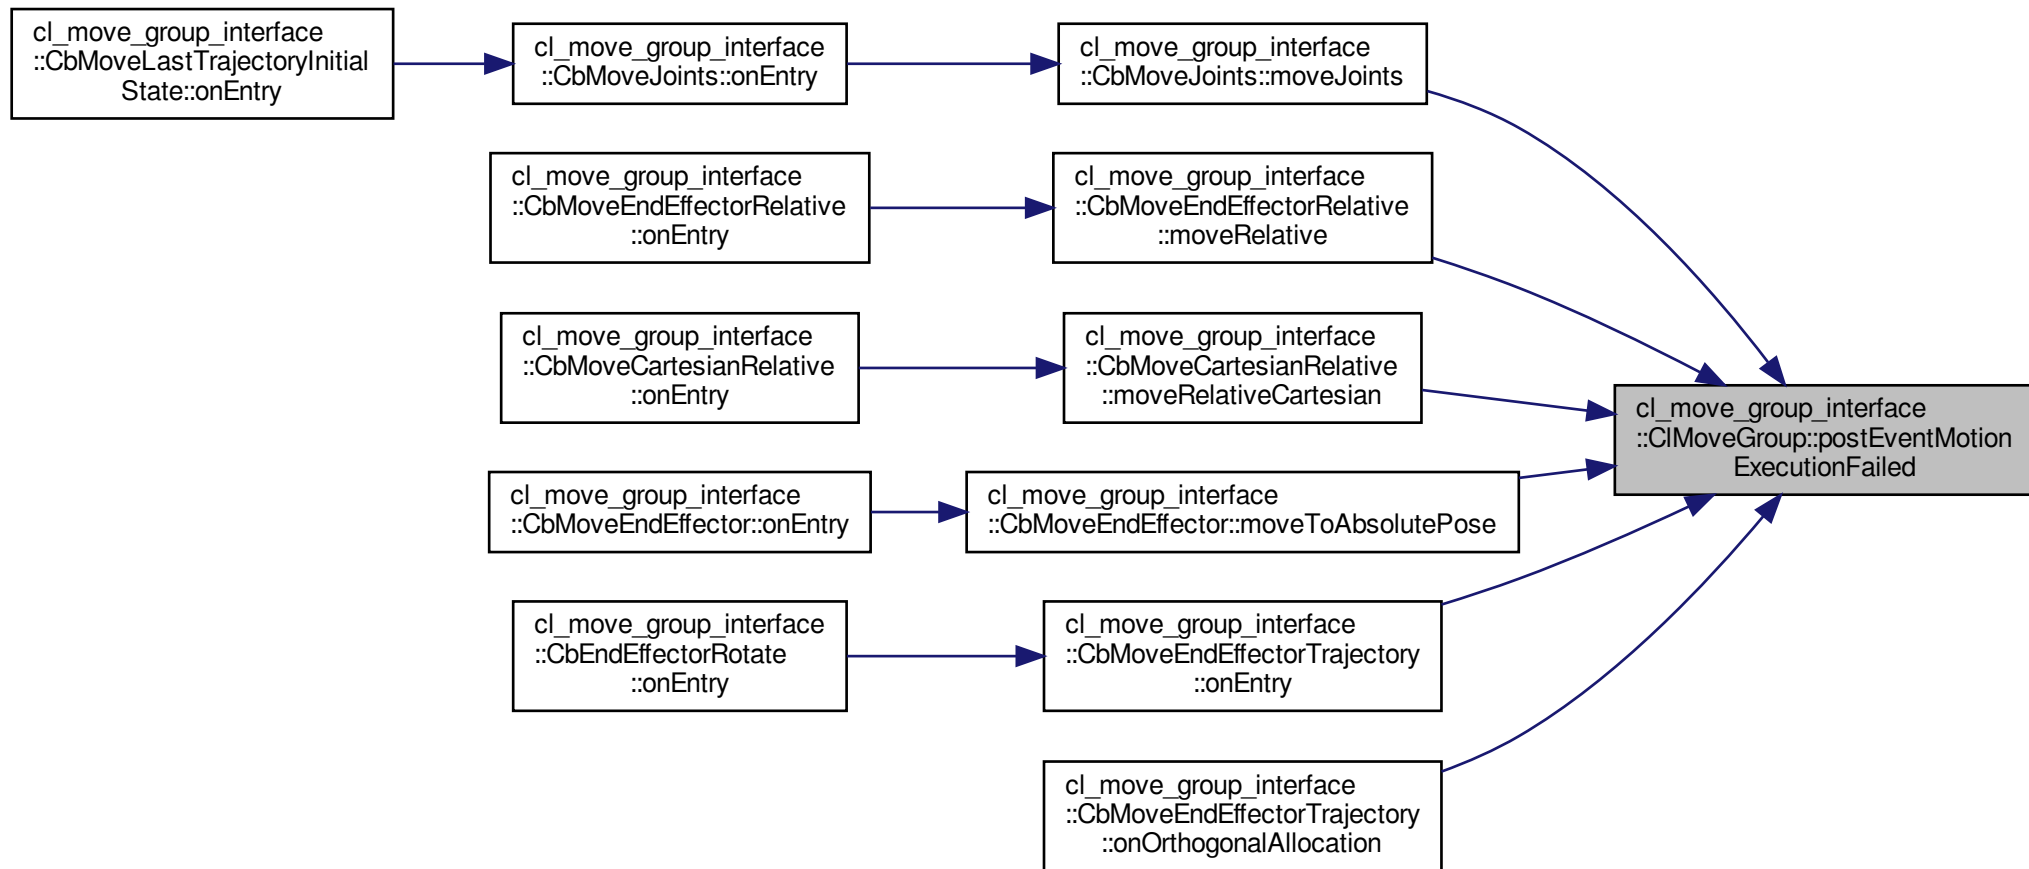 cl_move_group_interface
::CbMoveLastTrajectoryInitial
State::onEntry
cl_move_group_interface
::CbMoveJoints::onEntry
cl_move_group_interface
::CbMoveJoints::moveJoints
cl_move_group_interface
::CbMoveEndEffectorRelative
::onEntry
cl_move_group_interface
::CbMoveEndEffectorRelative
::moveRelative
cl_move_group_interface
::CbMoveCartesianRelative
::onEntry
cl_move_group_interface
::CbMoveCartesianRelative
::moveRelativeCartesian
cl_move_group_interface
::ClMoveGroup::postEventMotion
ExecutionFailed
cl_move_group_interface
::CbMoveEndEffector::onEntry
cl_move_group_interface
::CbMoveEndEffector::moveToAbsolutePose
cl_move_group_interface
::CbEndEffectorRotate
::onEntry
cl_move_group_interface
::CbMoveEndEffectorTrajectory
::onEntry
cl_move_group_interface
::CbMoveEndEffectorTrajectory
::onOrthogonalAllocation